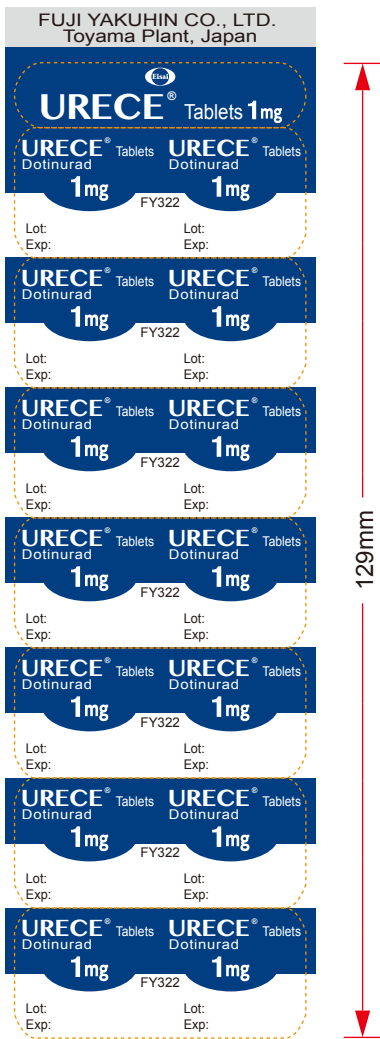 FUJI YAKUHIN CO., LTD.
Toyama Plant, Japan
Eisai
URECE® Tablets 1mg
URECE® Tablets URECE® Tablets
Dotinurad Dotinurad
1mg 1mg
FY322
Lot: Lot:
Exp: Exp:
URECE® Tablets URECE® Tablets
Dotinurad Dotinurad
1mg 1mg
FY322
Lot: Lot:
Exp: Exp:
URECE® Tablets URECE® Tablets
Dotinurad Dotinurad
1mg 1mg
FY322
Lot: Lot:
Exp: Exp:
URECE® Tablets URECE® Tablets
Dotinurad Dotinurad
1mg 1mg
FY322
Lot: Lot:
Exp: Exp:
129mm
URECE® Tablets URECE® Tablets
Dotinurad Dotinurad
1mg 1mg
FY322
Lot: Lot:
Exp: Exp:
URECE® Tablets URECE® Tablets
Dotinurad Dotinurad
1mg 1mg
FY322
Lot: Lot:
Exp: Exp:
URECE® Tablets URECE® Tablets
Dotinurad Dotinurad
1mg 1mg
FY322
Lot: Lot:
Exp: Exp: